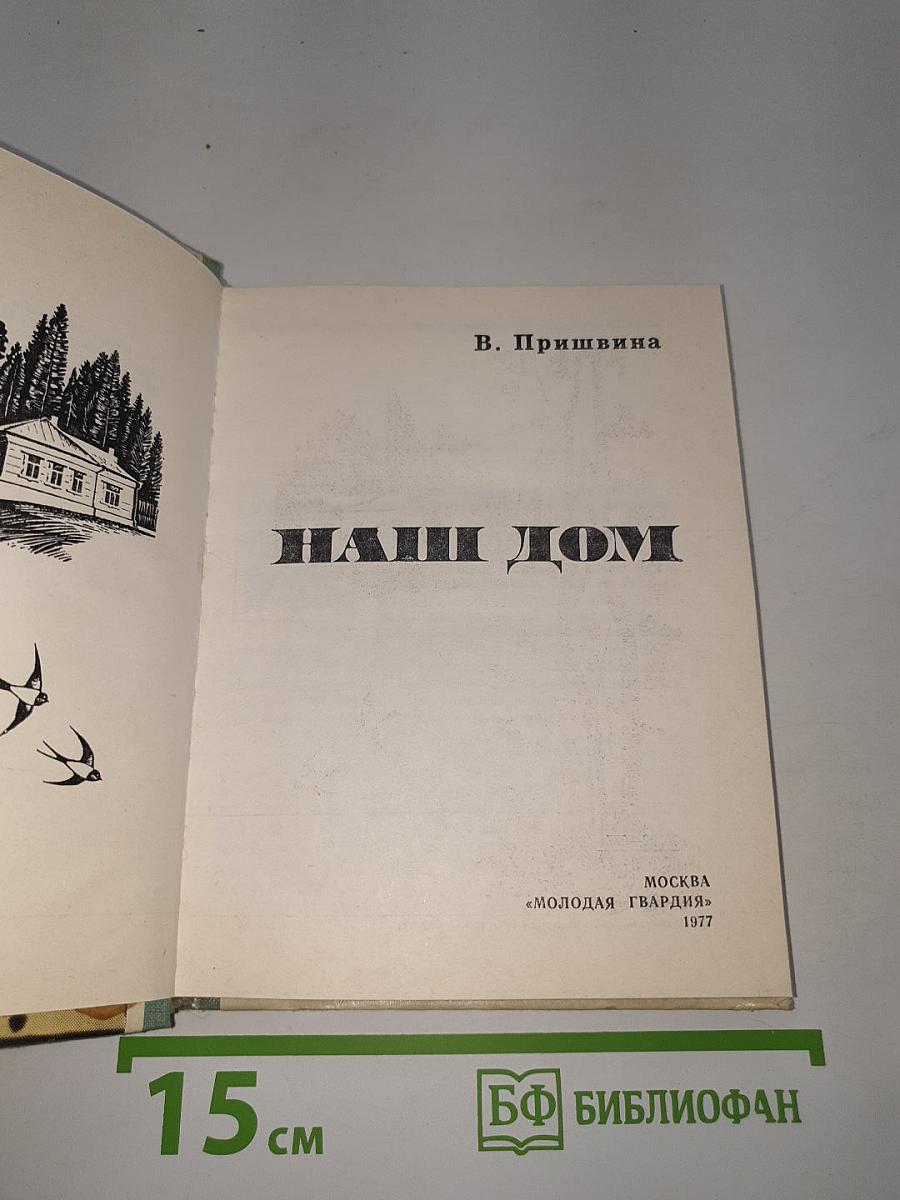 В. Пришвина
НАШ ДОМ
МОСКВА
«МОЛОДАЯ ГВАРДИЯ»
1977
15 см
БФ БИБЛИОФАН